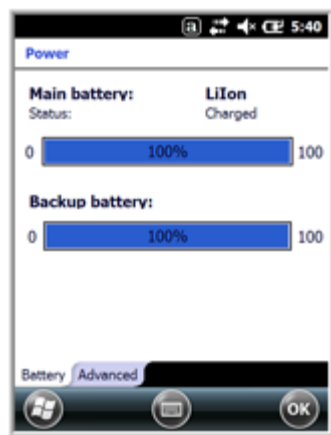 a 5:40
Power
Main battery: LiIon
Status: Charged
0 100% 100
Backup battery:
0 100% 100
Battery Advanced
OK